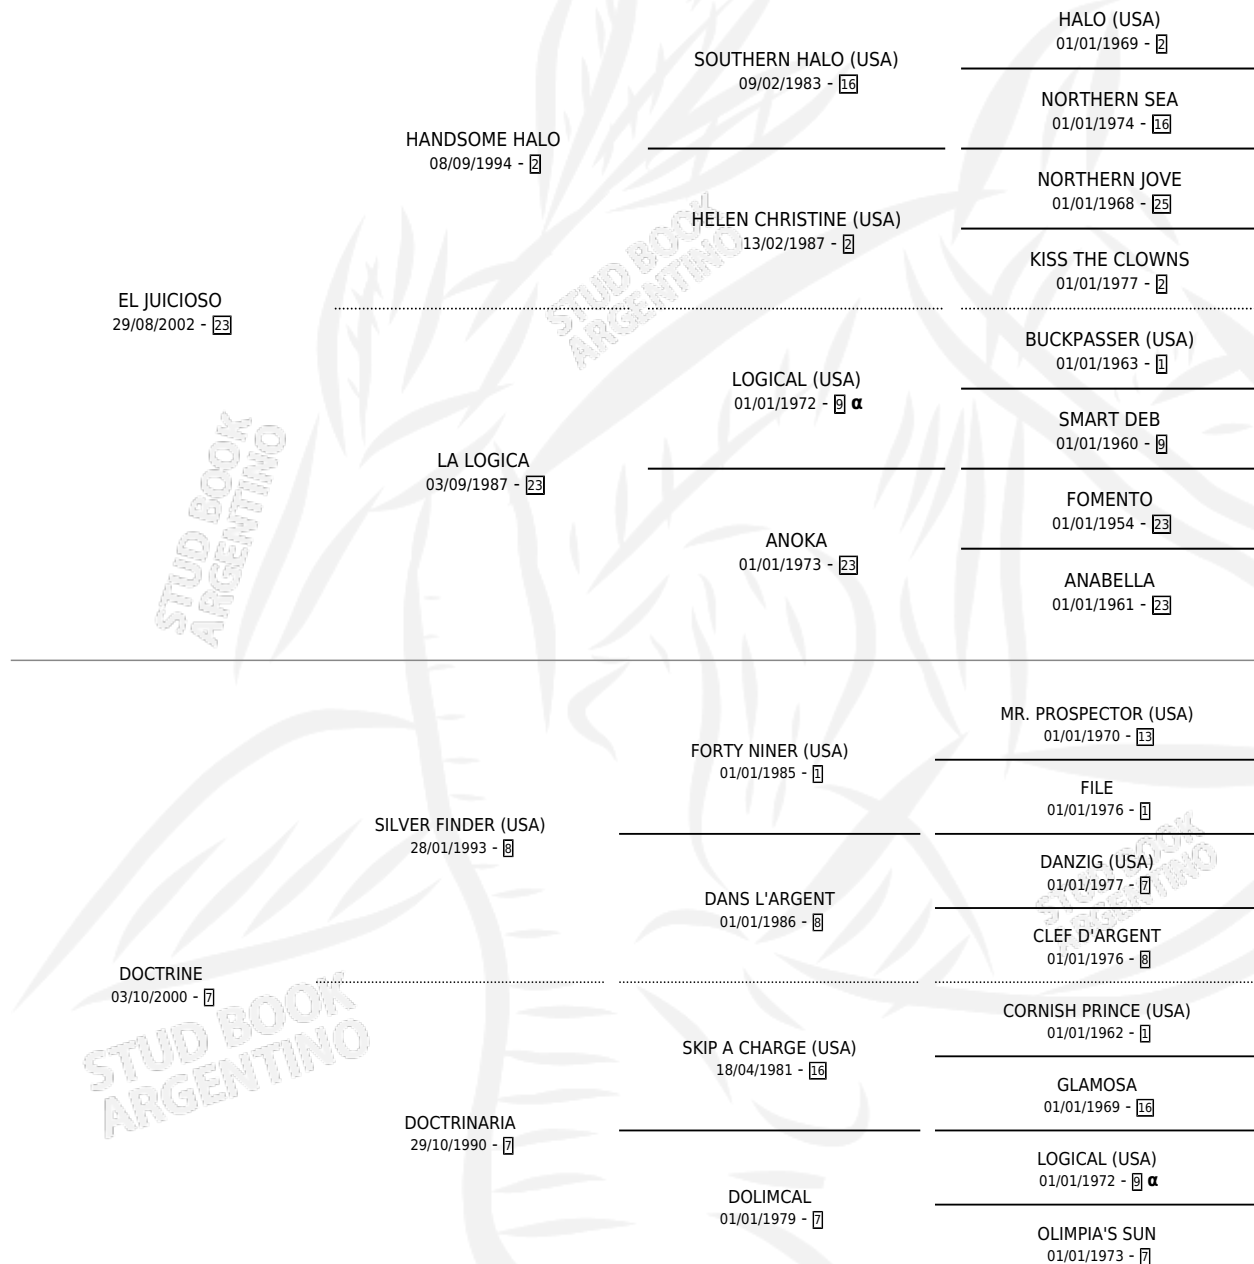 HALO (USA)
01/01/1969 - 2
SOUTHERN HALO (USA)
09/02/1983 - 16
NORTHERN SEA
01/01/1974 - 16
HANDSOME HALO
08/09/1994 - 2
NORTHERN JOVE
01/01/1968 - 25
HELEN CHRISTINE (USA)
13/02/1987 - 2
KISS THE CLOWNS
01/01/1977 - 2
EL JUICIOSO
29/08/2002 - 23
BUCKPASSER (USA)
01/01/1963 - 1
LOGICAL (USA)
01/01/1972 - 9 α
SMART DEB
01/01/1960 - 9
LA LOGICA
03/09/1987 - 23
FOMENTO
01/01/1954 - 23
ANOKA
01/01/1973 - 23
ANABELLA
01/01/1961 - 23
MR. PROSPECTOR (USA)
01/01/1970 - 13
FORTY NINER (USA)
01/01/1985 - 1
FILE
01/01/1976 - 1
SILVER FINDER (USA)
28/01/1993 - 8
DANZIG (USA)
01/01/1977 - 7
DANS L'ARGENT
01/01/1986 - 8
CLEF D'ARGENT
01/01/1976 - 8
DOCTRINE
03/10/2000 - 7
CORNISH PRINCE (USA)
01/01/1962 - 1
SKIP A CHARGE (USA)
18/04/1981 - 16
GLAMOSA
01/01/1969 - 16
DOCTRINARIA
29/10/1990 - 7
LOGICAL (USA)
01/01/1972 - 9 α
DOLIMCAL
01/01/1979 - 7
OLIMPIA'S SUN
01/01/1973 - 7
STUD BOOK
ARGENTINO
STUD BOOK
ARGENTINO
STUD BOOK
ARGENTINO
STUD BOOK
ARGENTINO